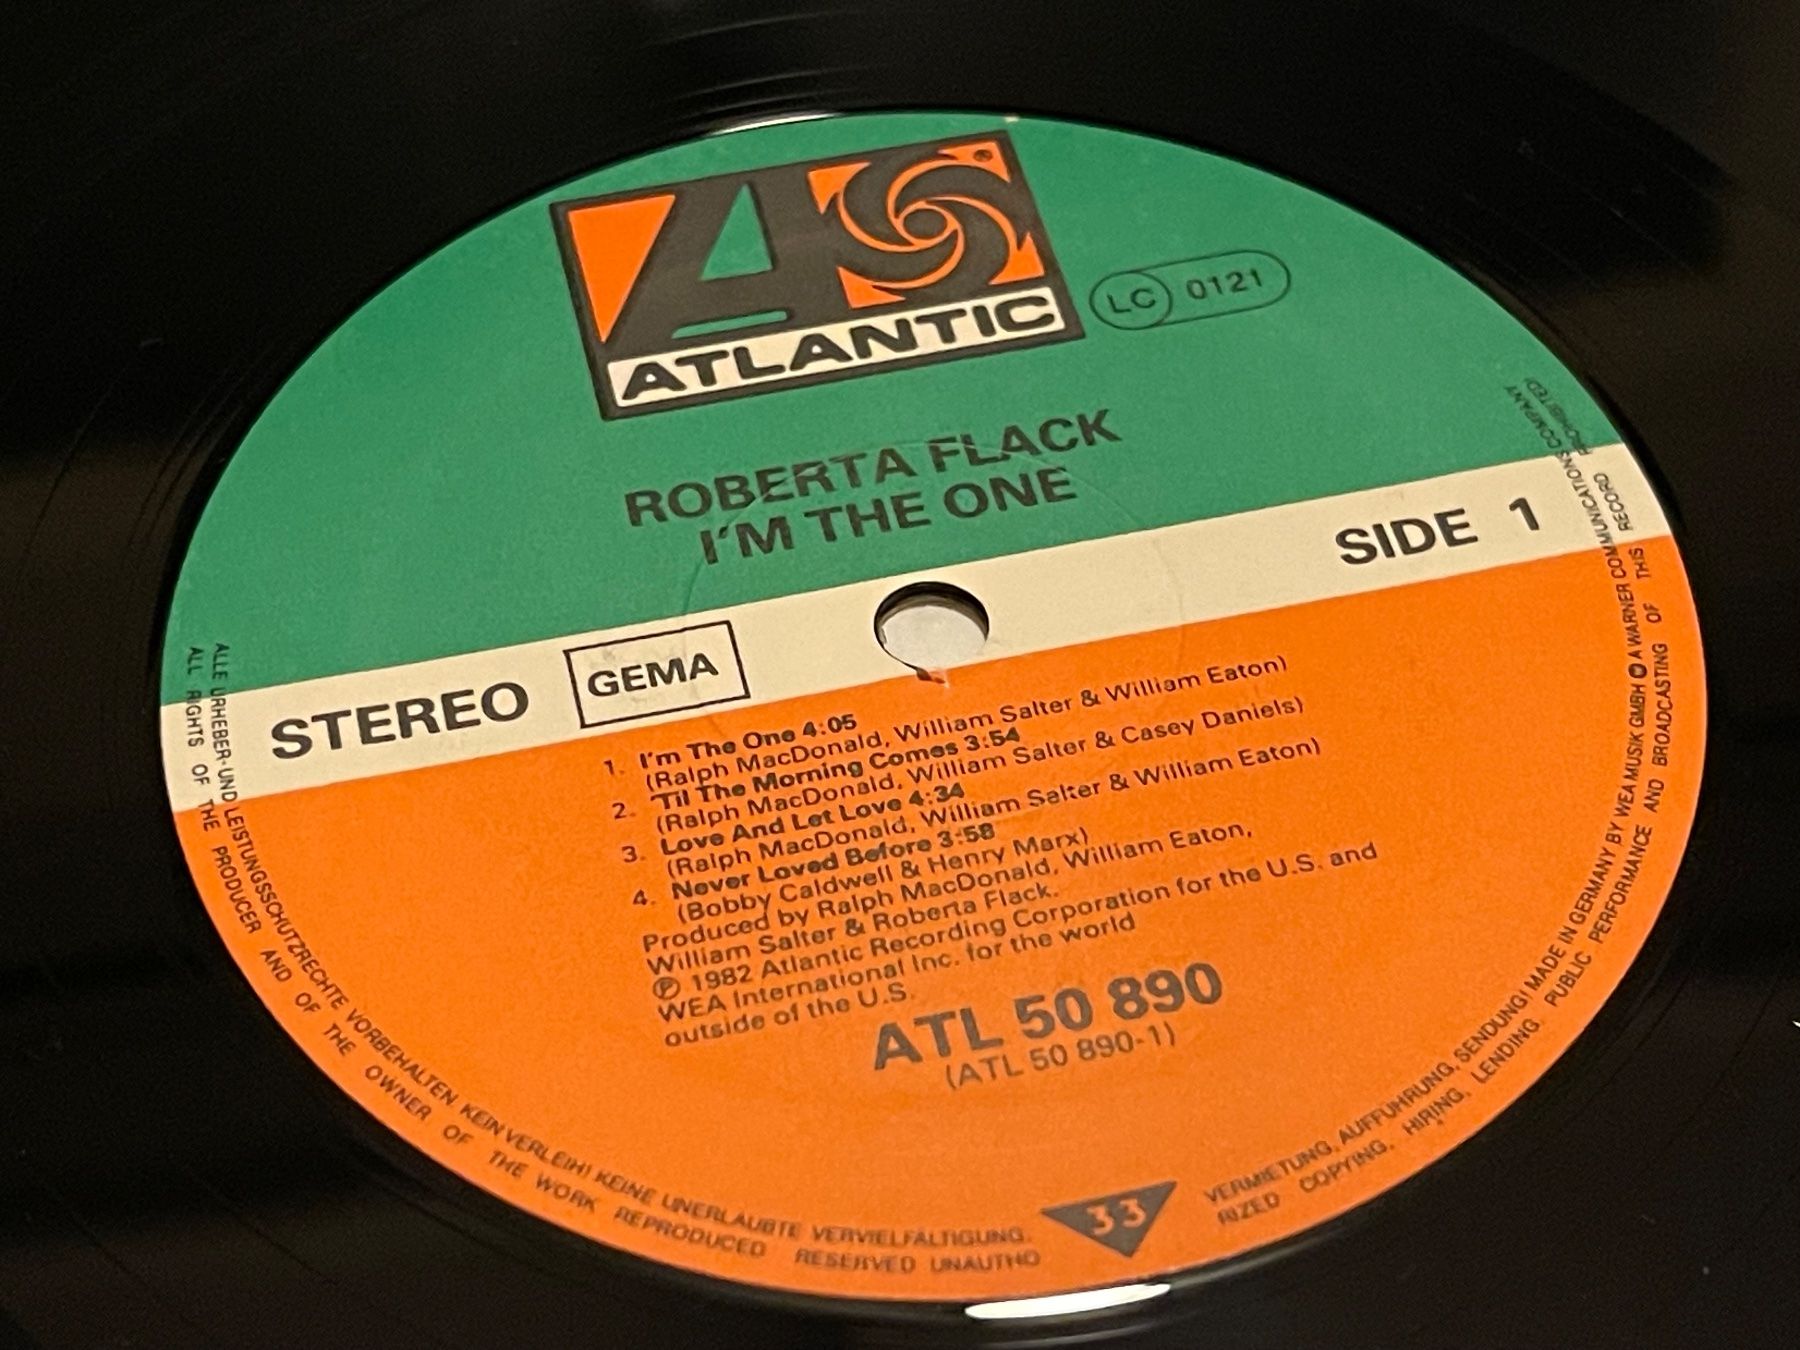 ATLANTIC
®
LC 0121
ROBERTA FLACK
I'M THE ONE
SIDE 1
STEREO
GEMA
1. I'm The One 4:05
(Ralph MacDonald, William Salter & William Eaton)
2. 'Til The Morning Comes 3:54
(Ralph MacDonald, William Salter & Casey Daniels)
3. Love And Let Love 4:34
(Ralph MacDonald, William Salter & William Eaton)
4. Never Loved Before 3:58
(Bobby Caldwell & Henry Marx)
Produced by Ralph MacDonald, William Eaton,
William Salter & Roberta Flack.
℗ 1982 Atlantic Recording Corporation for the U.S. and
WEA International Inc. for the world
outside of the U.S.
ATL 50 890
(ATL 50 890-1)
33
ALLE URHEBER- UND LEISTUNGSSCHUTZRECHTE VORBEHALTEN KEIN VERLEIH! KEINE UNERLAUBTE VERVIELFÄLTIGUNG. VERMIETUNG, AUFFÜHRUNG, SENDUNG! MADE IN GERMANY BY WEA MUSIK GMBH A WARNER COMMUNICATIONS COMPANY
ALL RIGHTS OF THE PRODUCER AND OF THE OWNER OF THE WORK REPRODUCED RESERVED UNAUTHO RIZED COPYING, HIRING, LENDING, PUBLIC PERFORMANCE AND BROADCASTING OF THIS RECORD PROHIBITED!